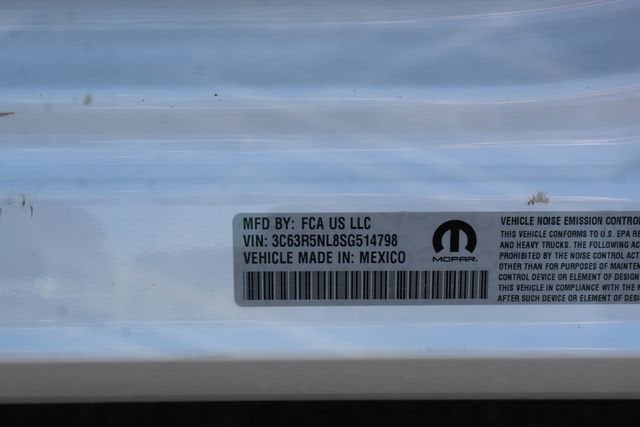 MFD BY: FCA US LLC
VIN: 3C63R5NL8SG514798
VEHICLE MADE IN: MEXICO
MOPAR
VEHICLE NOISE EMISSION CONTROL
THIS VEHICLE CONFORMS TO U.S. EPA RE
AND HEAVY TRUCKS. THE FOLLOWING AC
PROHIBITED BY THE NOISE CONTROL ACT
OTHER THAN FOR PURPOSES OF MAINTEN
CONTROL DEVICE OR ELEMENT OF DESIGN
THIS VEHICLE IN COMPLIANCE WITH THE N
AFTER SUCH DEVICE OR ELEMENT OF DESI